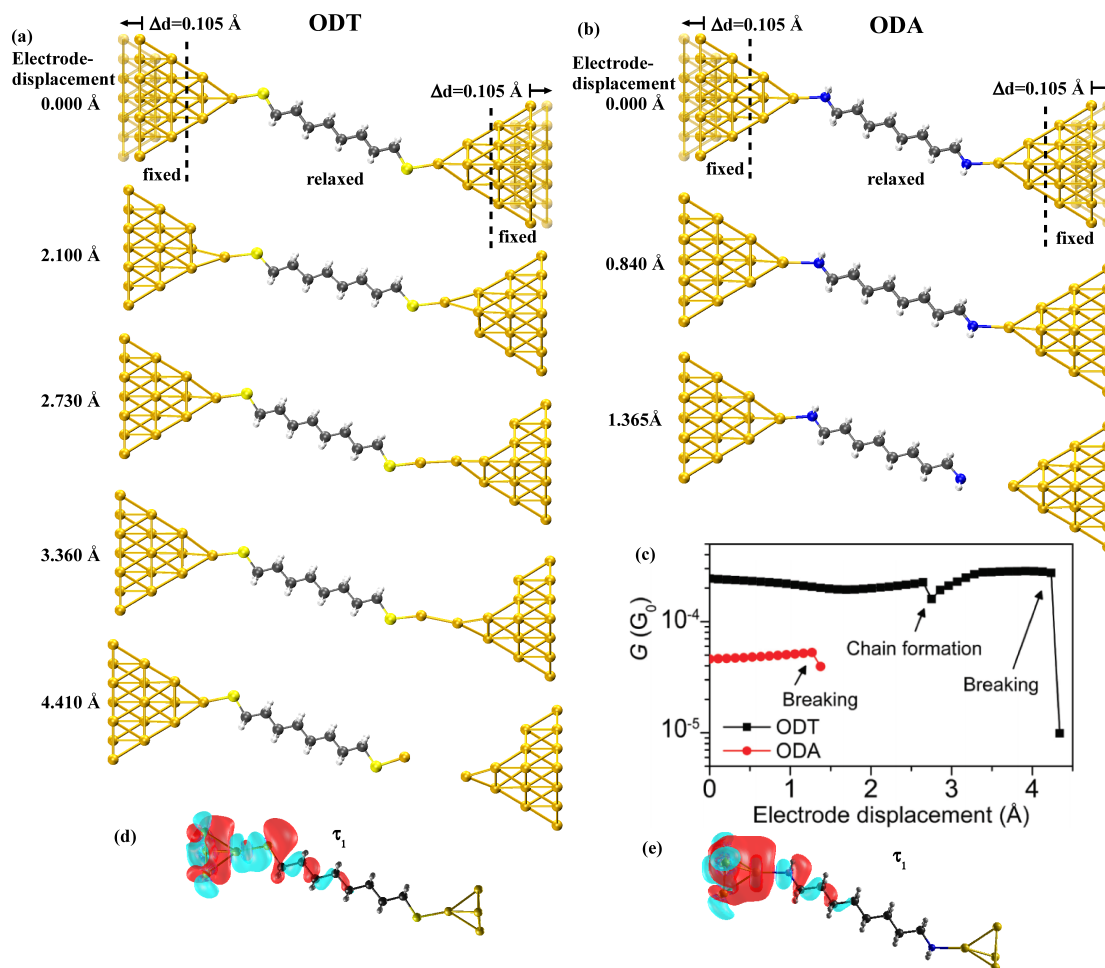 (a)
Δd=0.105 Å
ODT
Electrode-
displacement
0.000 Å
Δd=0.105 Å
fixed
relaxed
fixed
2.100 Å
2.730 Å
3.360 Å
4.410 Å
(b)
Δd=0.105 Å
ODA
Electrode-
displacement
0.000 Å
Δd=0.105 Å
fixed
relaxed
fixed
0.840 Å
1.365Å
(c)
G (G₀)
10⁻⁴
10⁻⁵
Chain formation
Breaking
Breaking
ODT
ODA
0 1 2 3 4
Electrode displacement (Å)
(d)
τ₁
(e)
τ₁